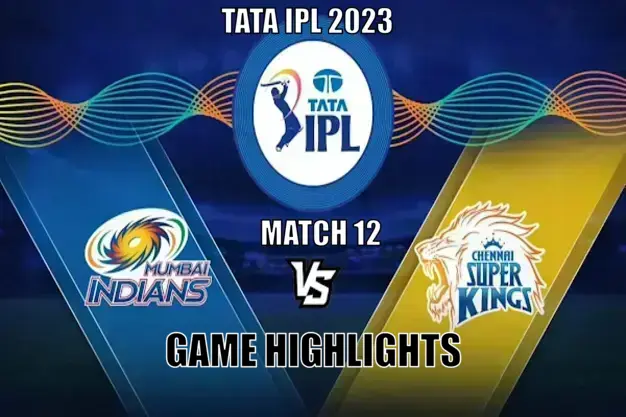 TATA IPL 2023
TATA
IPL
MATCH 12
MUMBAI
INDIANS
VS
CHENNAI
SUPER
KINGS
GAME HIGHLIGHTS